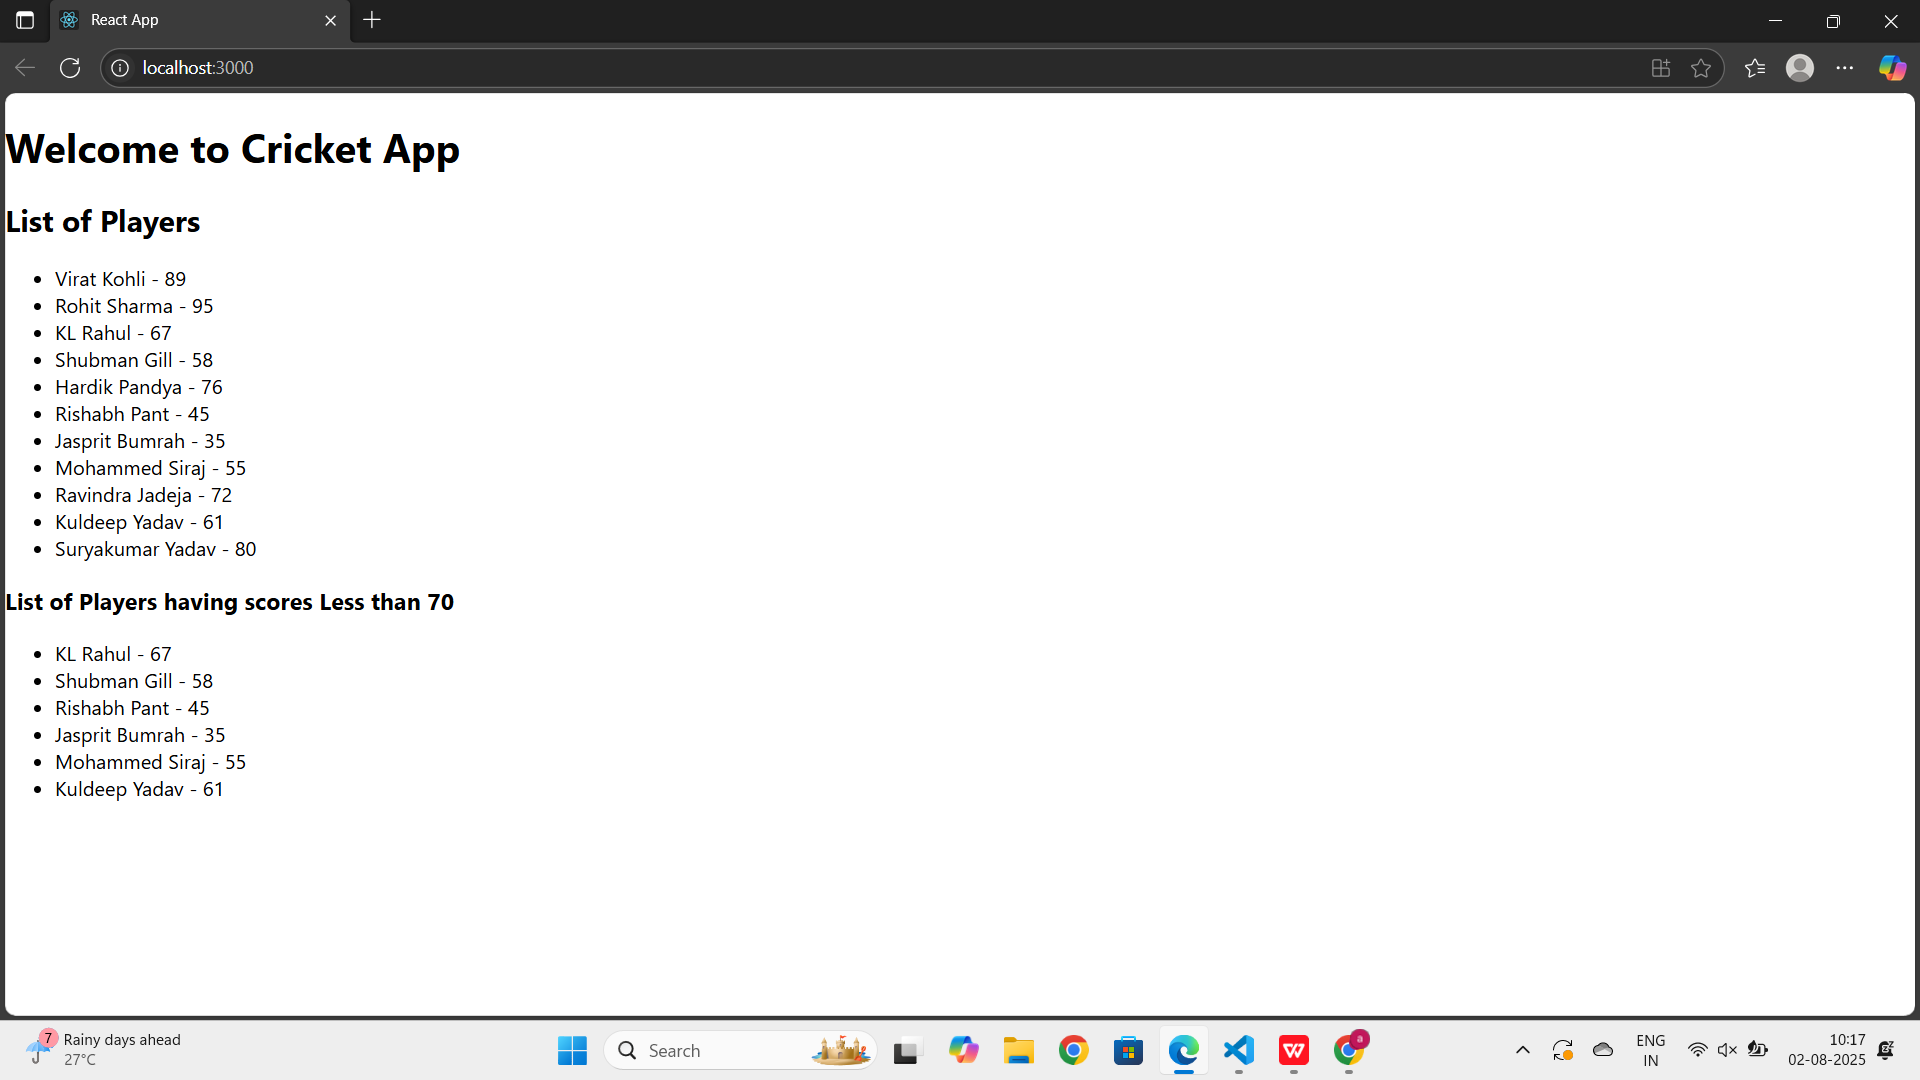 React App
localhost:3000
Welcome to Cricket App
List of Players
Virat Kohli - 89
Rohit Sharma - 95
KL Rahul - 67
Shubman Gill - 58
Hardik Pandya - 76
Rishabh Pant - 45
Jasprit Bumrah - 35
Mohammed Siraj - 55
Ravindra Jadeja - 72
Kuldeep Yadav - 61
Suryakumar Yadav - 80
List of Players having scores Less than 70
KL Rahul - 67
Shubman Gill - 58
Rishabh Pant - 45
Jasprit Bumrah - 35
Mohammed Siraj - 55
Kuldeep Yadav - 61
7
Rainy days ahead
27°C
Search
W
a
ENG
IN
10:17
02-08-2025